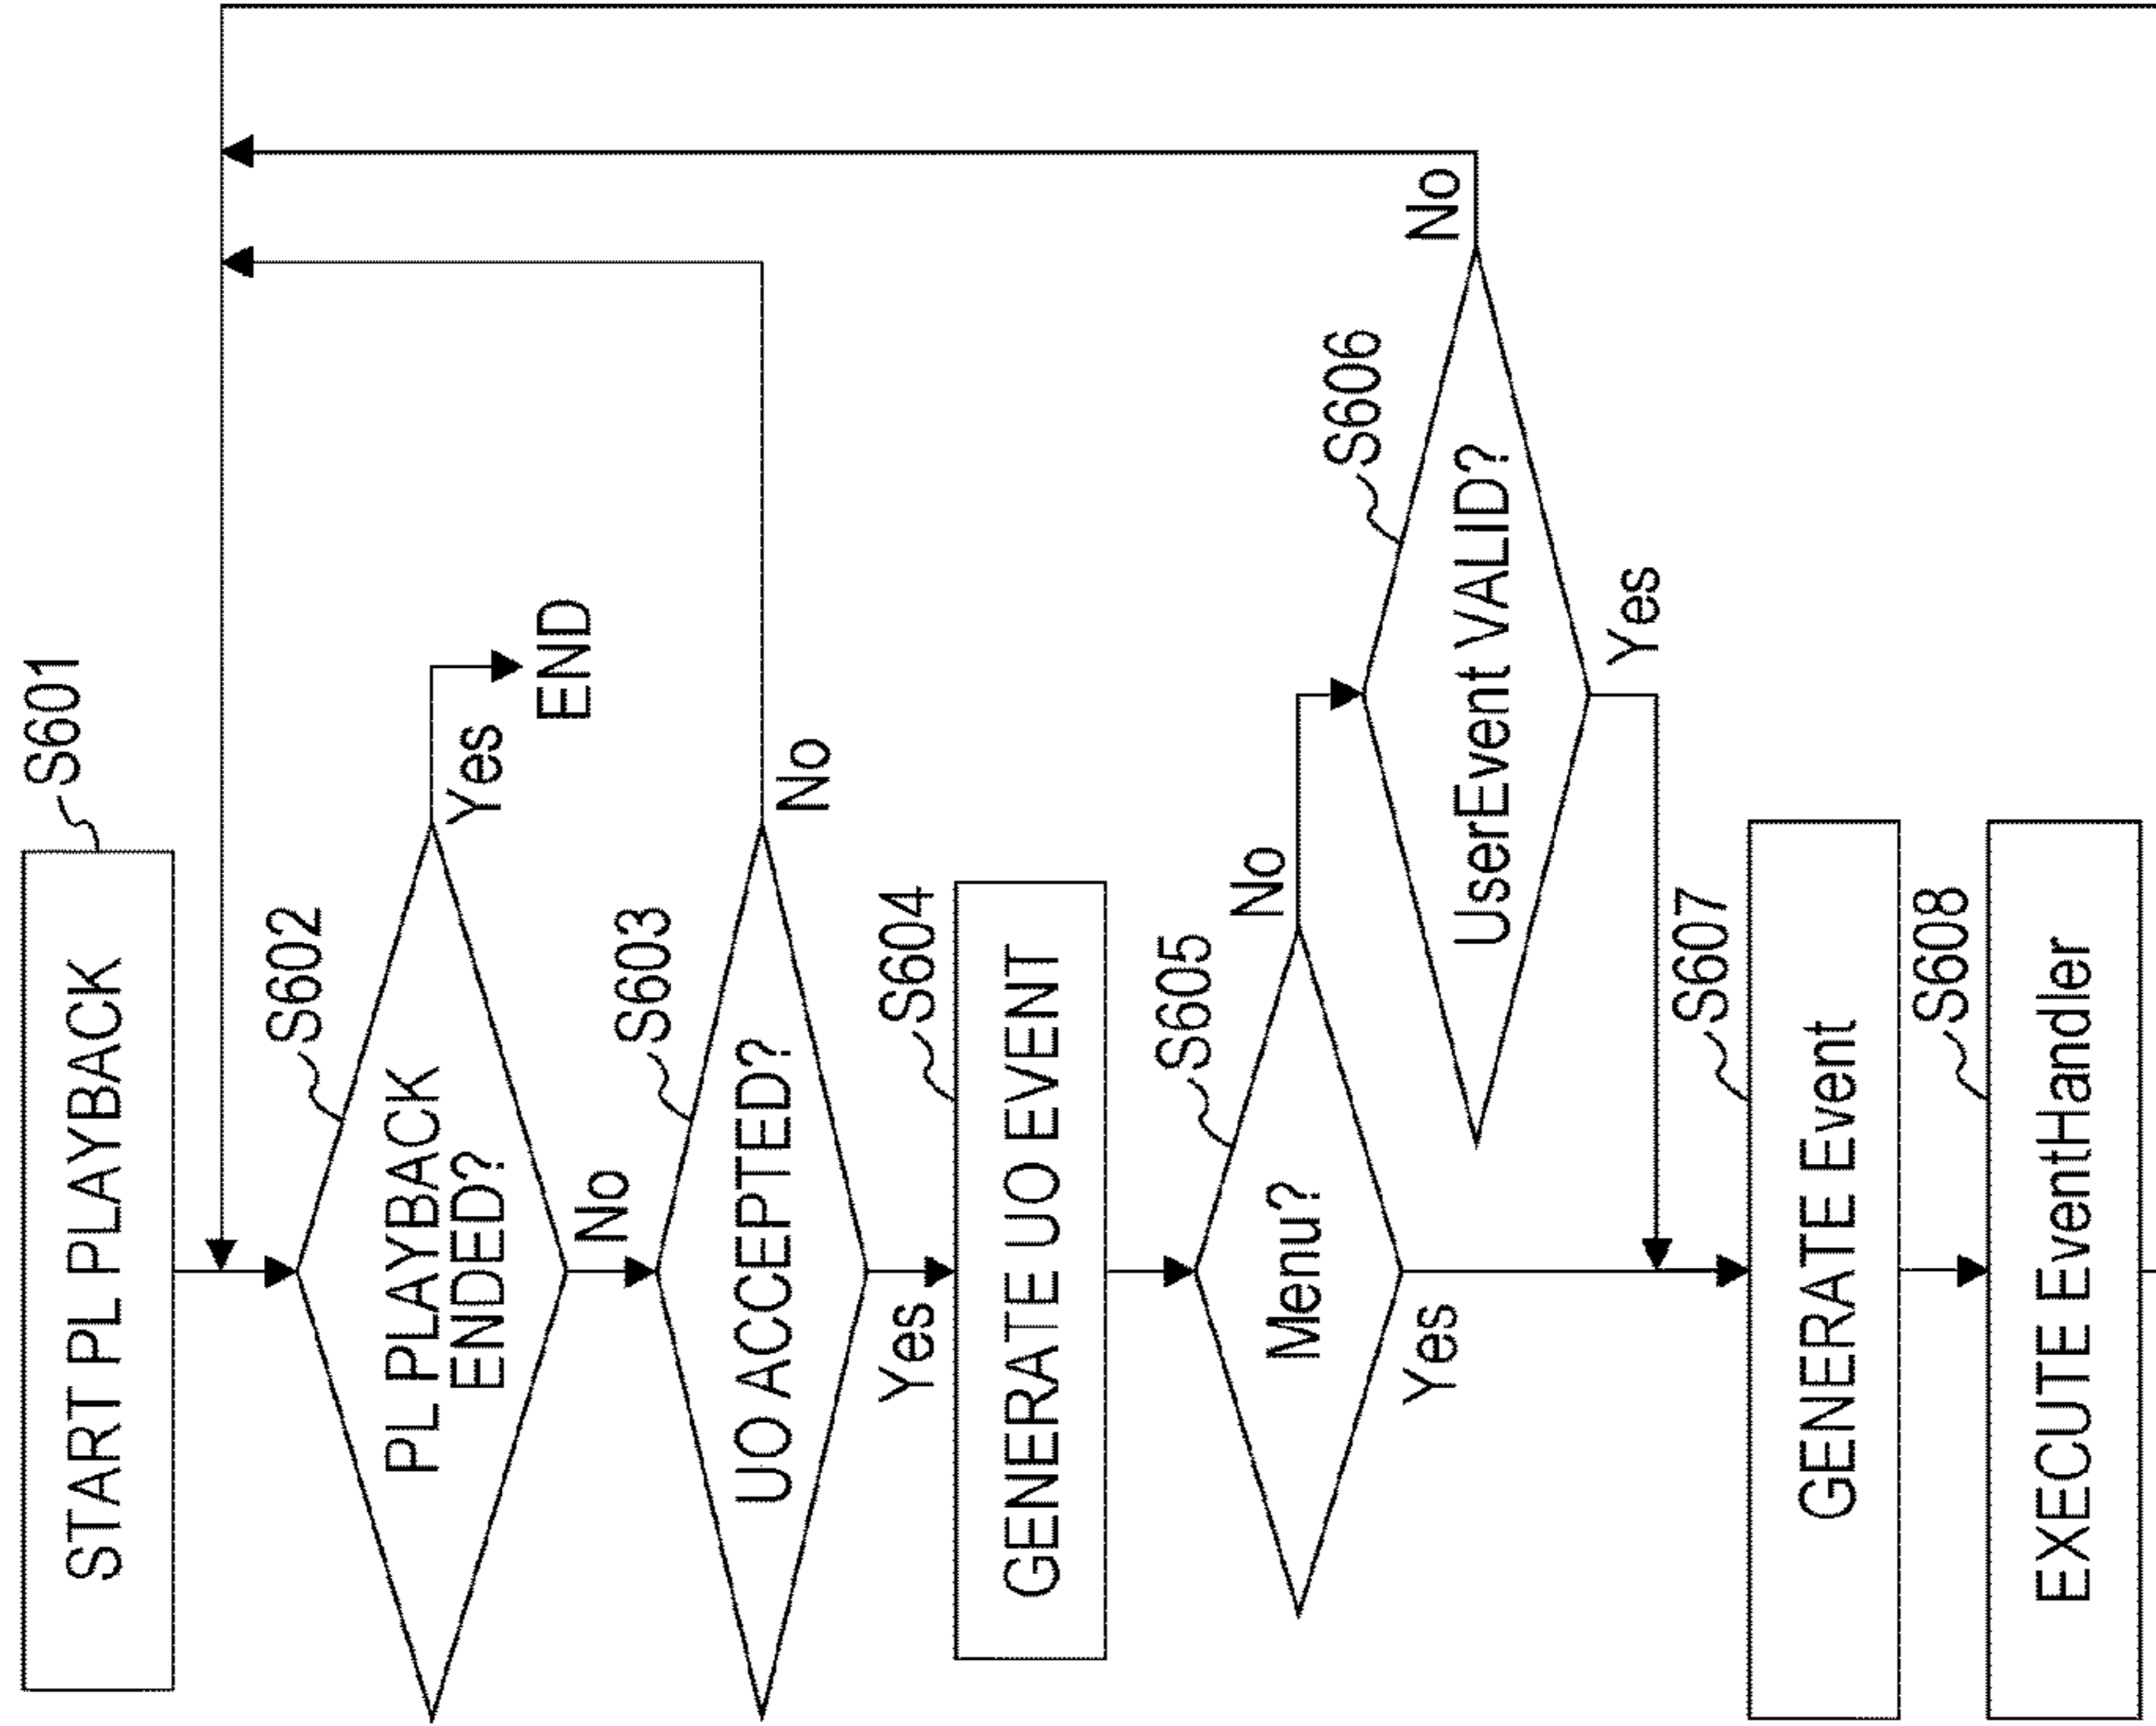 START PL PLAYBACK
S601
S602
PL PLAYBACK
ENDED?
Yes
END
No
S603
UO ACCEPTED?
No
Yes
S604
GENERATE UO EVENT
S605
Menu?
No
Yes
S606
UserEvent VALID?
No
Yes
S607
GENERATE Event
S608
EXECUTE EventHandler